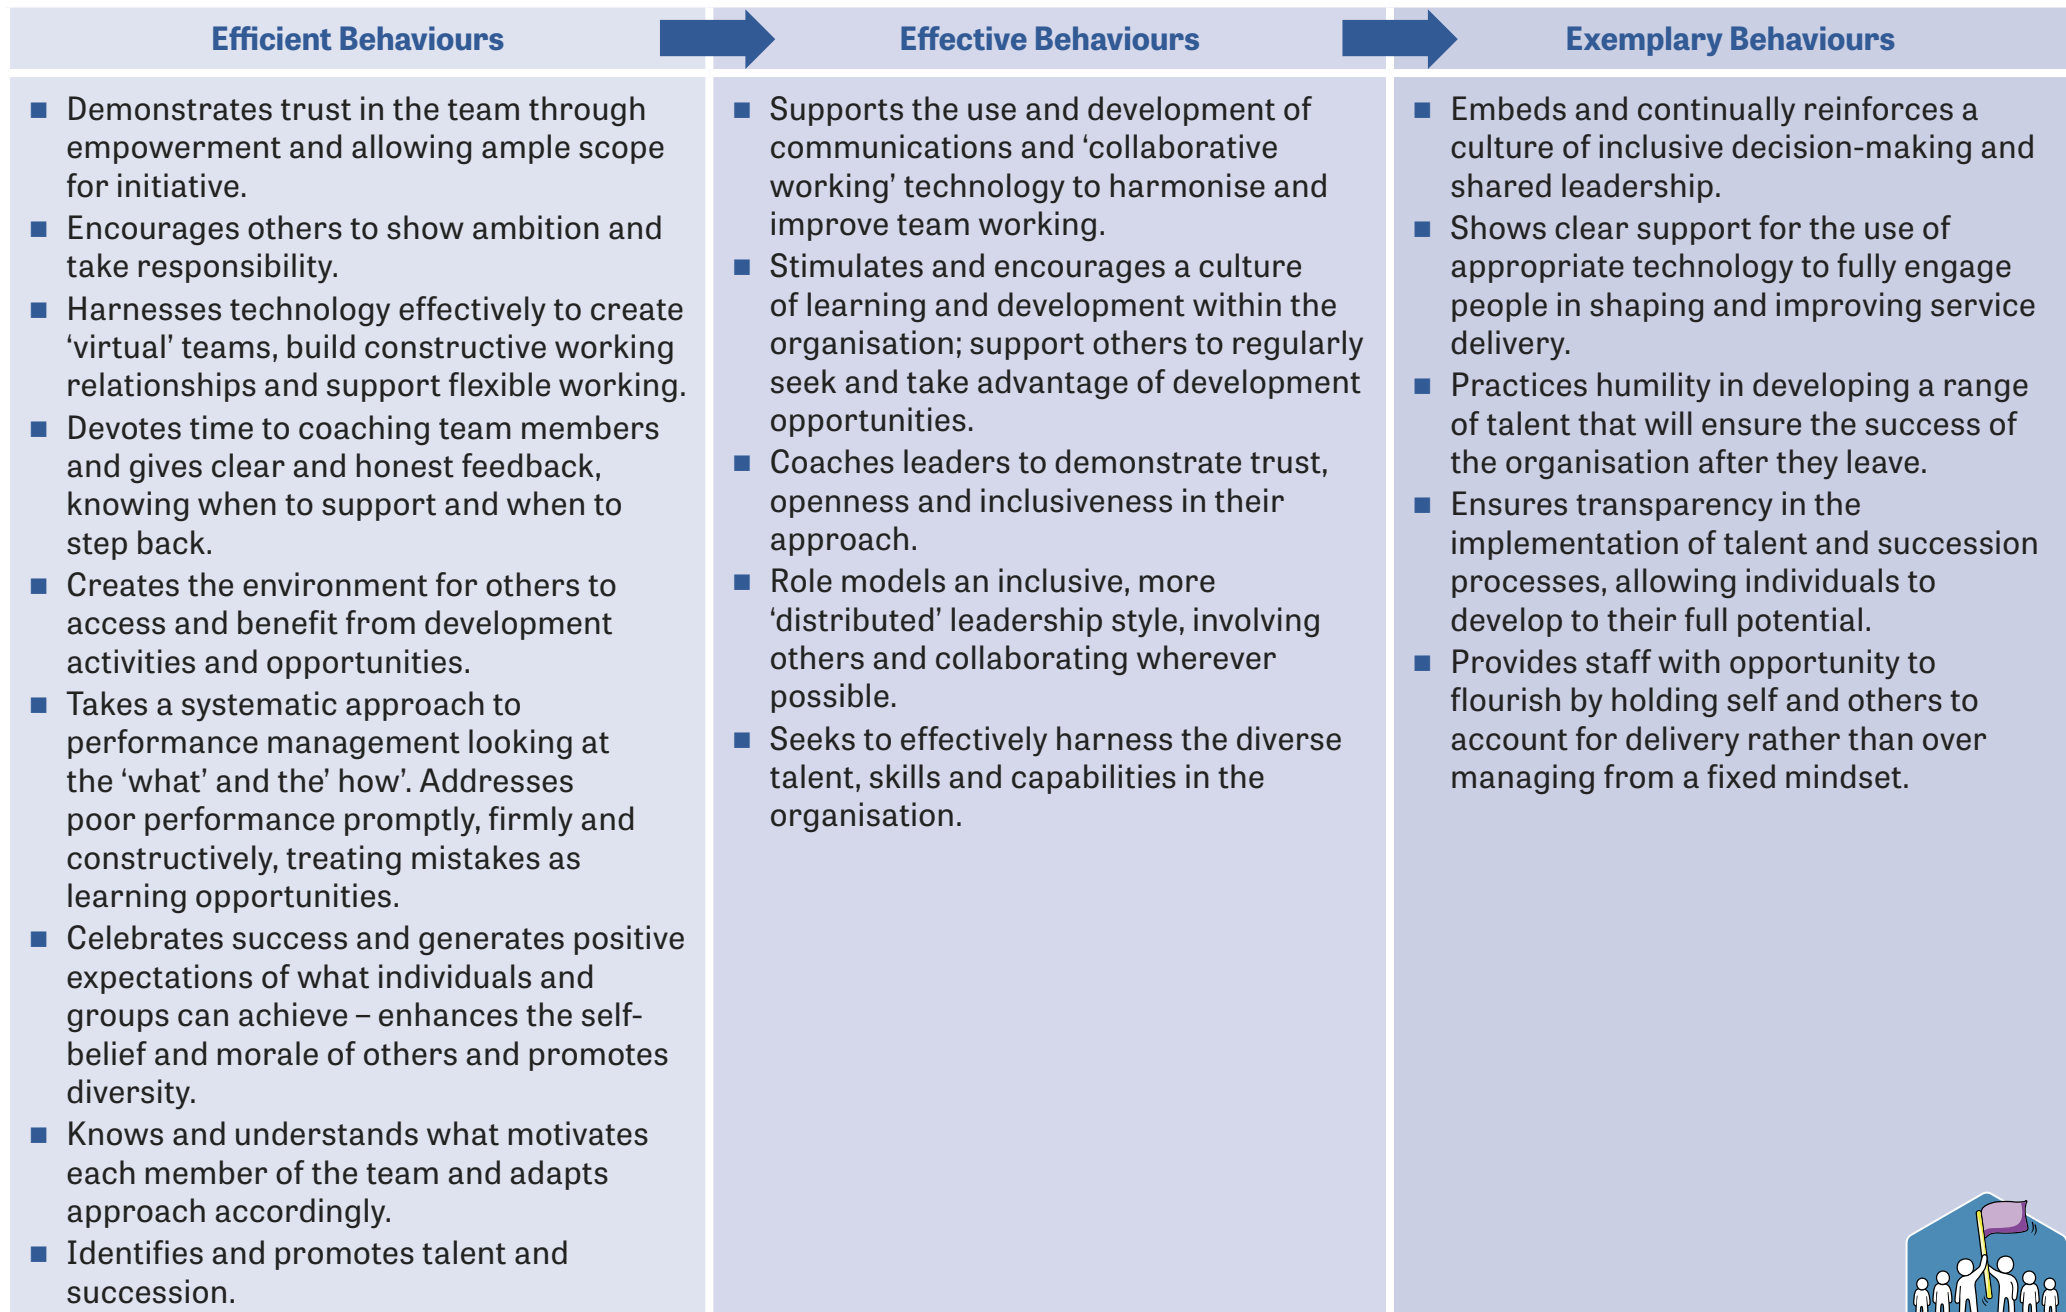 Efficient Behaviours
Effective Behaviours
Exemplary Behaviours
■ Demonstrates trust in the team through
empowerment and allowing ample scope
for initiative.
■ Encourages others to show ambition and
take responsibility.
■ Harnesses technology effectively to create
‘virtual’ teams, build constructive working
relationships and support flexible working.
■ Devotes time to coaching team members
and gives clear and honest feedback,
knowing when to support and when to
step back.
■ Creates the environment for others to
access and benefit from development
activities and opportunities.
■ Takes a systematic approach to
performance management looking at
the ‘what’ and the’ how’. Addresses
poor performance promptly, firmly and
constructively, treating mistakes as
learning opportunities.
■ Celebrates success and generates positive
expectations of what individuals and
groups can achieve – enhances the self-
belief and morale of others and promotes
diversity.
■ Knows and understands what motivates
each member of the team and adapts
approach accordingly.
■ Identifies and promotes talent and
succession.
■ Supports the use and development of
communications and ‘collaborative
working’ technology to harmonise and
improve team working.
■ Stimulates and encourages a culture
of learning and development within the
organisation; support others to regularly
seek and take advantage of development
opportunities.
■ Coaches leaders to demonstrate trust,
openness and inclusiveness in their
approach.
■ Role models an inclusive, more
‘distributed’ leadership style, involving
others and collaborating wherever
possible.
■ Seeks to effectively harness the diverse
talent, skills and capabilities in the
organisation.
■ Embeds and continually reinforces a
culture of inclusive decision-making and
shared leadership.
■ Shows clear support for the use of
appropriate technology to fully engage
people in shaping and improving service
delivery.
■ Practices humility in developing a range
of talent that will ensure the success of
the organisation after they leave.
■ Ensures transparency in the
implementation of talent and succession
processes, allowing individuals to
develop to their full potential.
■ Provides staff with opportunity to
flourish by holding self and others to
account for delivery rather than over
managing from a fixed mindset.